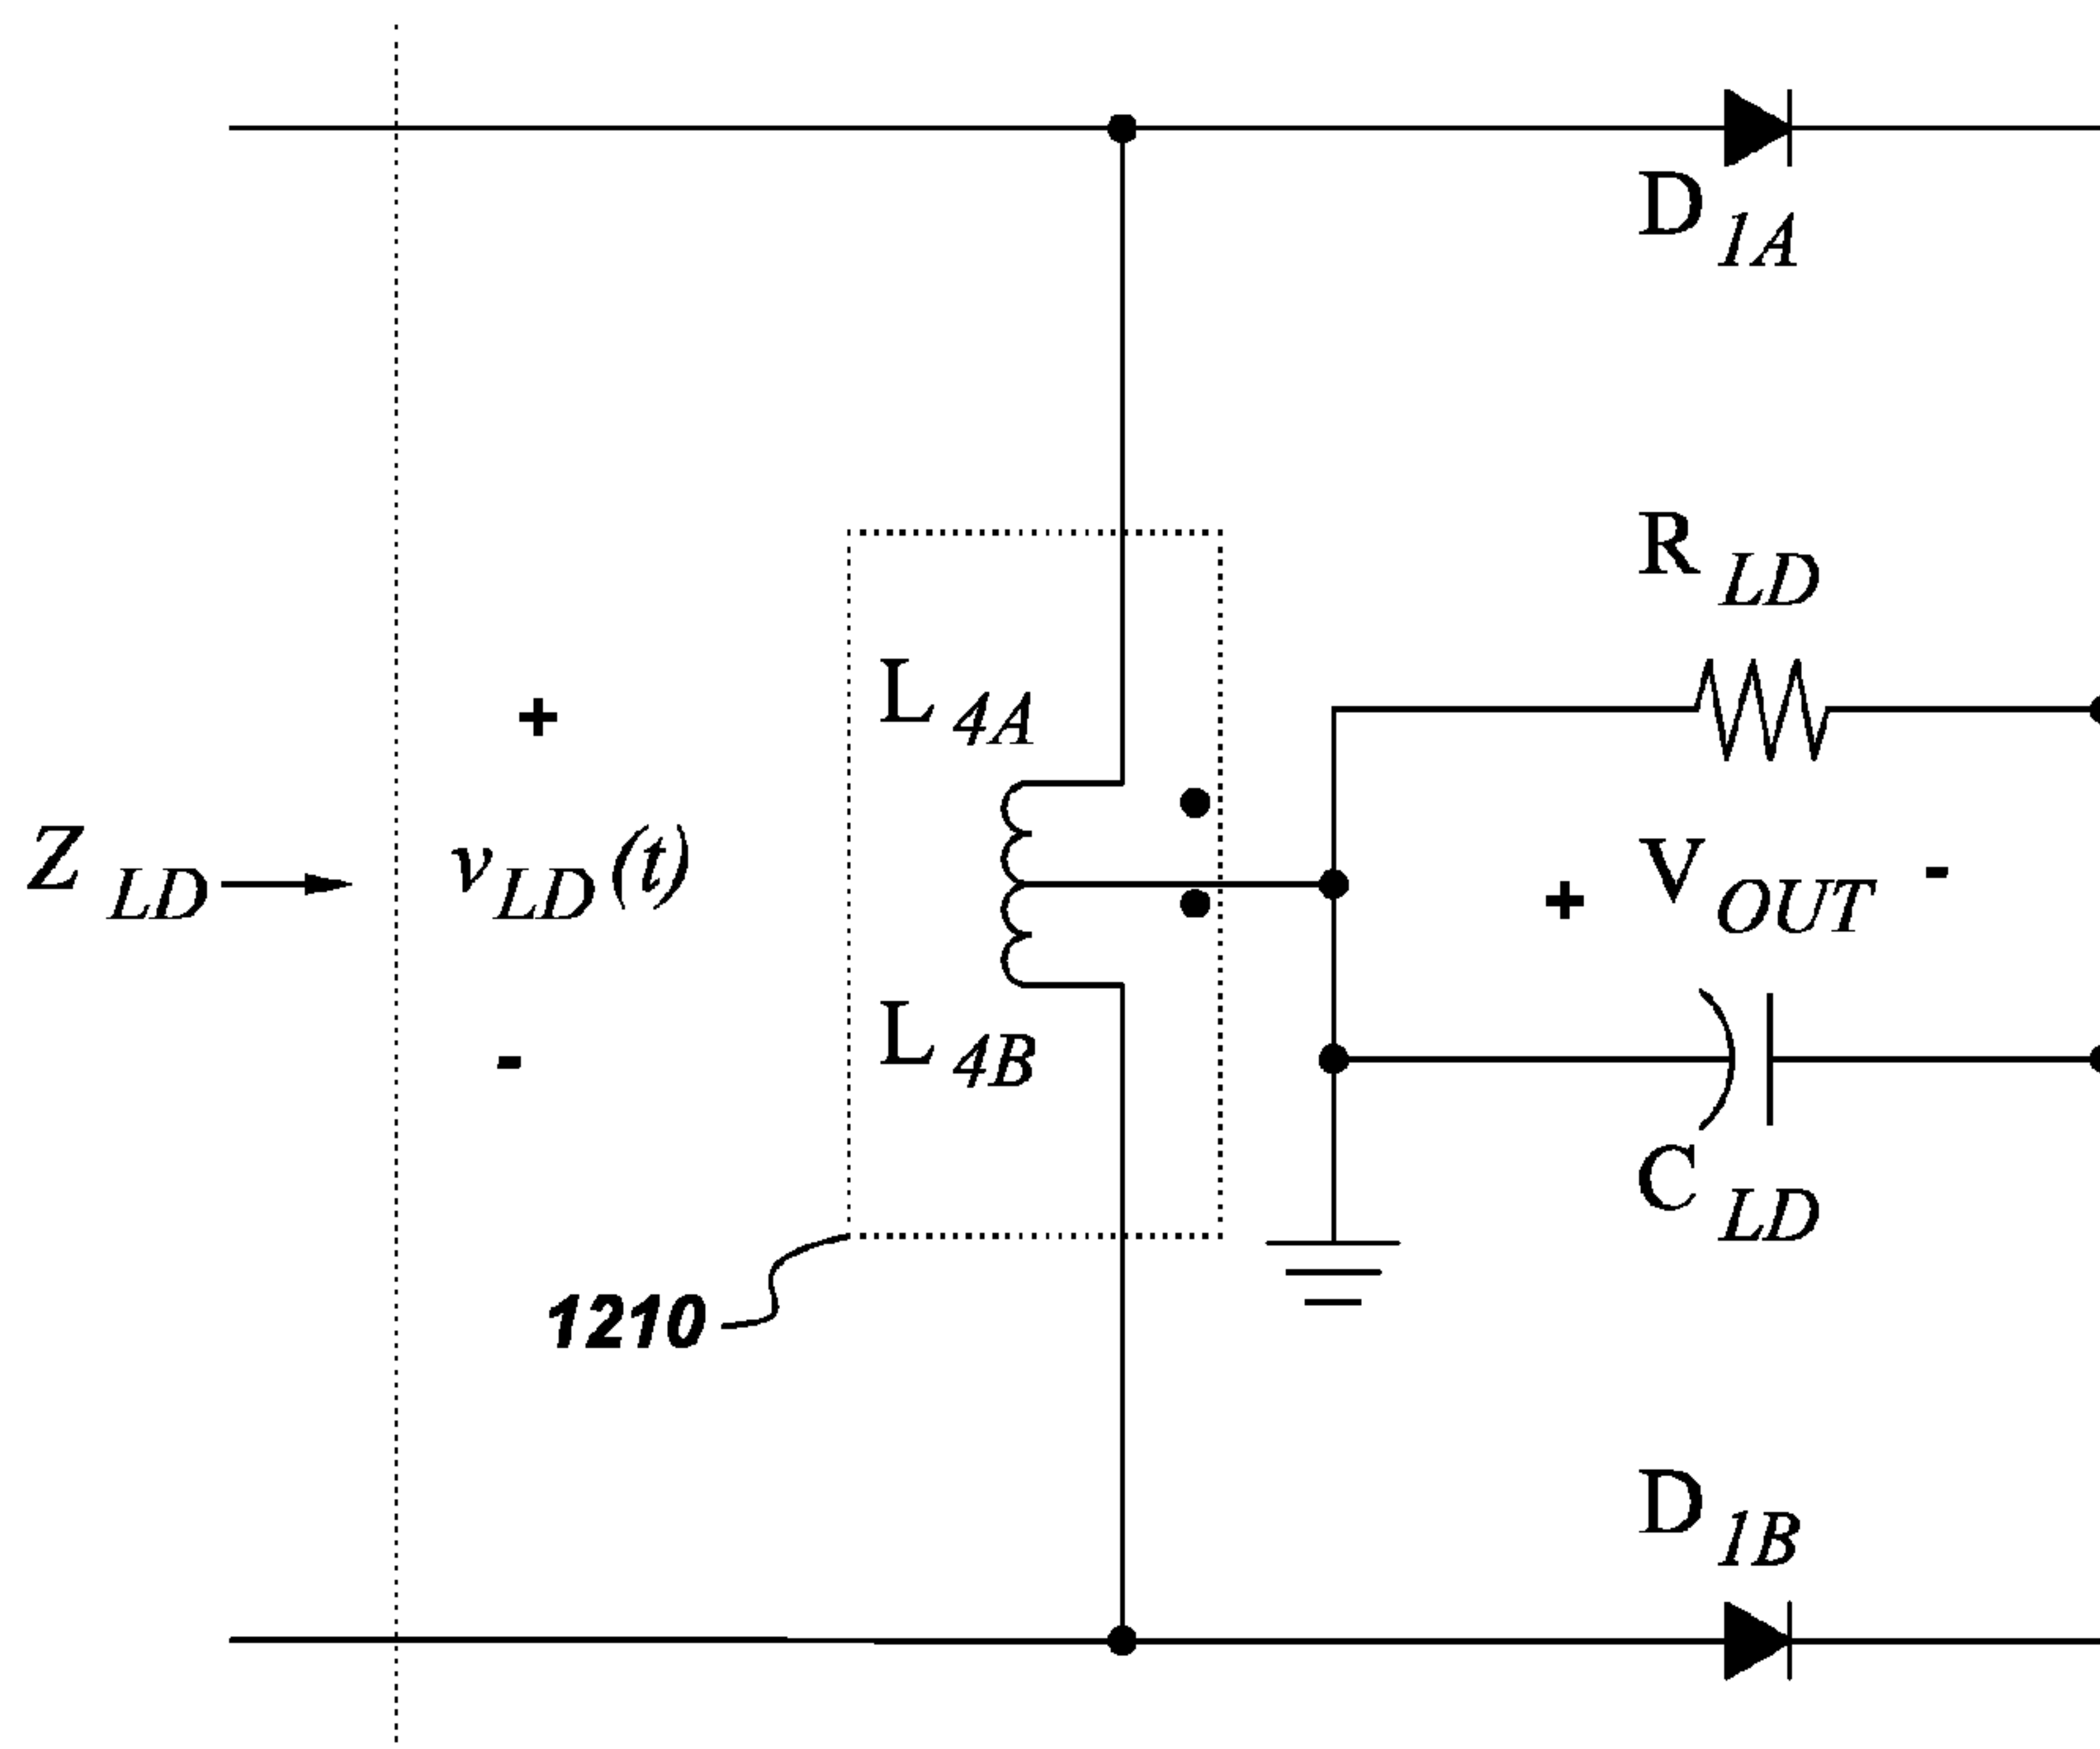 D1A
RLD
L4A
+
ZLD vLD(t) + VOUT -
-
L4B
CLD
1210
D1B